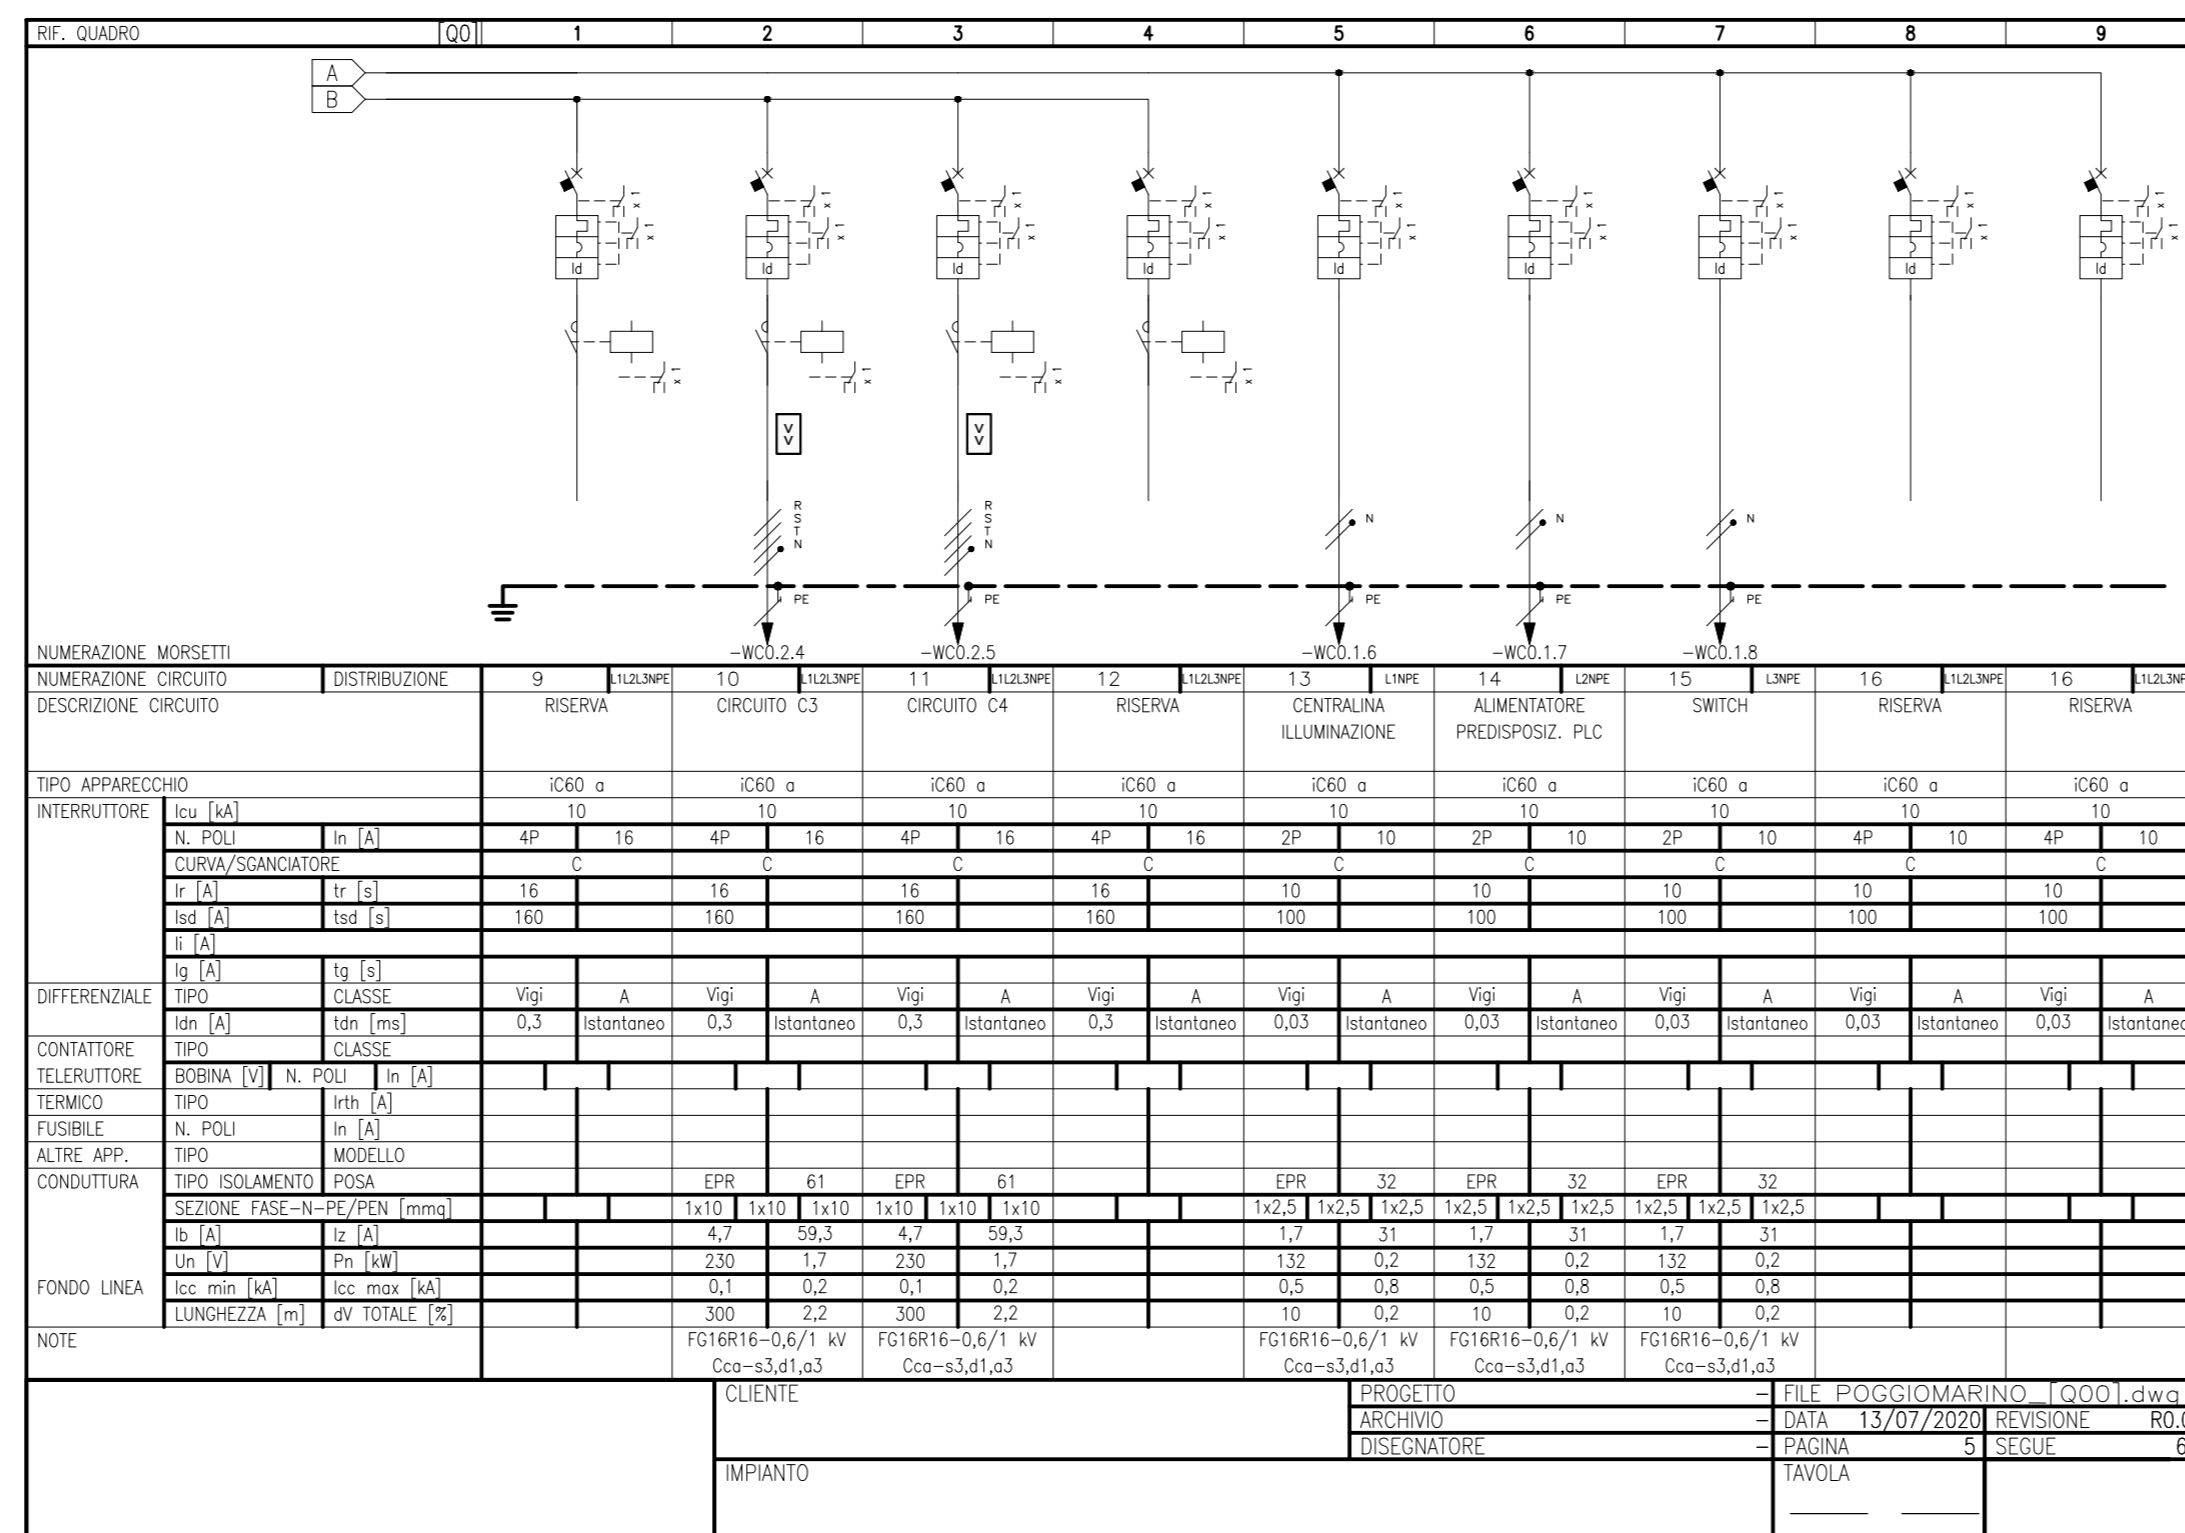 RIF. QUADRO [Q0] 1 2 3 4 5 6 7 8 9
A
B
Id Id Id Id Id Id Id Id Id
V V
V V
R R
S S
T T
N N N N N
PE PE PE PE PE
NUMERAZIONE MORSETTI -WC0.2.4 -WC0.2.5 -WC0.1.6 -WC0.1.7 -WC0.1.8
NUMERAZIONE CIRCUITO DISTRIBUZIONE 9 L1L2L3NPE 10 L1L2L3NPE 11 L1L2L3NPE 12 L1L2L3NPE 13 L1NPE 14 L2NPE 15 L3NPE 16 L1L2L3NPE 16 L1L2L3NP
DESCRIZIONE CIRCUITO RISERVA CIRCUITO C3 CIRCUITO C4 RISERVA CENTRALINA ALIMENTATORE SWITCH RISERVA RISERVA
ILLUMINAZIONE PREDISPOSIZ. PLC
TIPO APPARECCHIO iC60 a iC60 a iC60 a iC60 a iC60 a iC60 a iC60 a iC60 a iC60 a
INTERRUTTORE Icu [kA] 10 10 10 10 10 10 10 10 10
N. POLI In [A] 4P 16 4P 16 4P 16 4P 16 2P 10 2P 10 2P 10 4P 10 4P 10
CURVA/SGANCIATORE C C C C C C C C C
Ir [A] tr [s] 16 16 16 16 10 10 10 10 10
Isd [A] tsd [s] 160 160 160 160 100 100 100 100 100
Ii [A]
Ig [A] tg [s]
DIFFERENZIALE TIPO CLASSE Vigi A Vigi A Vigi A Vigi A Vigi A Vigi A Vigi A Vigi A Vigi A
Idn [A] tdn [ms] 0,3 Istantaneo 0,3 Istantaneo 0,3 Istantaneo 0,3 Istantaneo 0,03 Istantaneo 0,03 Istantaneo 0,03 Istantaneo 0,03 Istantaneo 0,03 Istantaneo
CONTATTORE TIPO CLASSE
TELERUTTORE BOBINA [V] N. POLI In [A]
TERMICO TIPO Irth [A]
FUSIBILE N. POLI In [A]
ALTRE APP. TIPO MODELLO
CONDUTTURA TIPO ISOLAMENTO POSA EPR 61 EPR 61 EPR 32 EPR 32 EPR 32
SEZIONE FASE-N-PE/PEN [mmq] 1x10 1x10 1x10 1x10 1x10 1x10 1x2,5 1x2,5 1x2,5 1x2,5 1x2,5 1x2,5 1x2,5 1x2,5 1x2,5
Ib [A] Iz [A] 4,7 59,3 4,7 59,3 1,7 31 1,7 31 1,7 31
Un [V] Pn [kW] 230 1,7 230 1,7 132 0,2 132 0,2 132 0,2
FONDO LINEA Icc min [kA] Icc max [kA] 0,1 0,2 0,1 0,2 0,5 0,8 0,5 0,8 0,5 0,8
LUNGHEZZA [m] dV TOTALE [%] 300 2,2 300 2,2 10 0,2 10 0,2 10 0,2
NOTE FG16R16-0,6/1 kV FG16R16-0,6/1 kV FG16R16-0,6/1 kV FG16R16-0,6/1 kV FG16R16-0,6/1 kV
Cca-s3,d1,a3 Cca-s3,d1,a3 Cca-s3,d1,a3 Cca-s3,d1,a3 Cca-s3,d1,a3
CLIENTE PROGETTO - FILE POGGIOMARINO_[Q00].dwg
ARCHIVIO - DATA 13/07/2020 REVISIONE R0.
DISEGNATORE - PAGINA 5 SEGUE 6
IMPIANTO TAVOLA